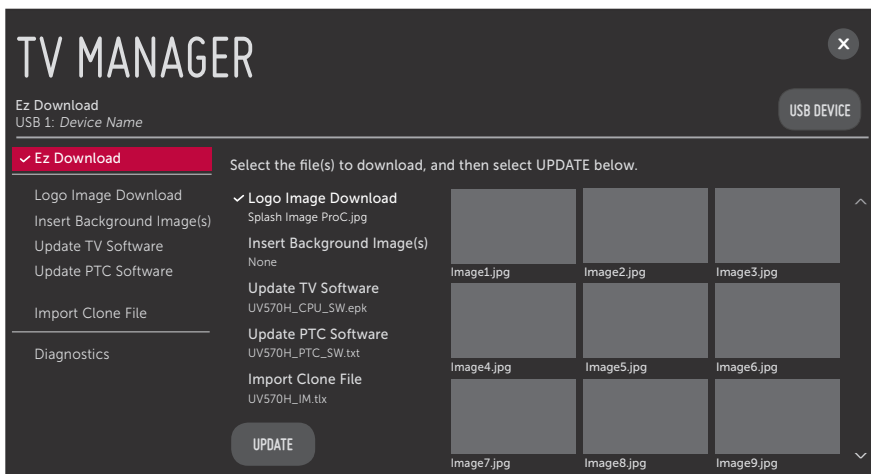 TV MANAGER
X
Ez Download
USB 1: Device Name
USB DEVICE
Ez Download
Logo Image Download
Insert Background Image(s)
Update TV Software
Update PTC Software
Import Clone File
Diagnostics
Select the file(s) to download, and then select UPDATE below.
Logo Image Download
Splash Image ProC.jpg
Insert Background Image(s)
None
Update TV Software
UV570H_CPU_SW.epk
Update PTC Software
UV570H_PTC_SW.txt
Import Clone File
UV570H_IM.tlx
UPDATE
Image1.jpg
Image2.jpg
Image3.jpg
Image4.jpg
Image5.jpg
Image6.jpg
Image7.jpg
Image8.jpg
Image9.jpg